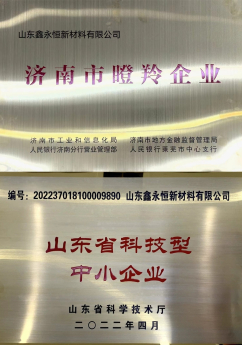 山东鑫永恒新材料有限公司
济南市瞪羚企业
济南市工业和信息化局 济南市地方金融监督管理局
人民银行济南分行营业管理部 人民银行莱芜市中心支行
编号：202237018100009890 山东鑫永恒新材料有限公司
山东省科技型
中小企业
山东省科学技术厅
二〇二二年四月